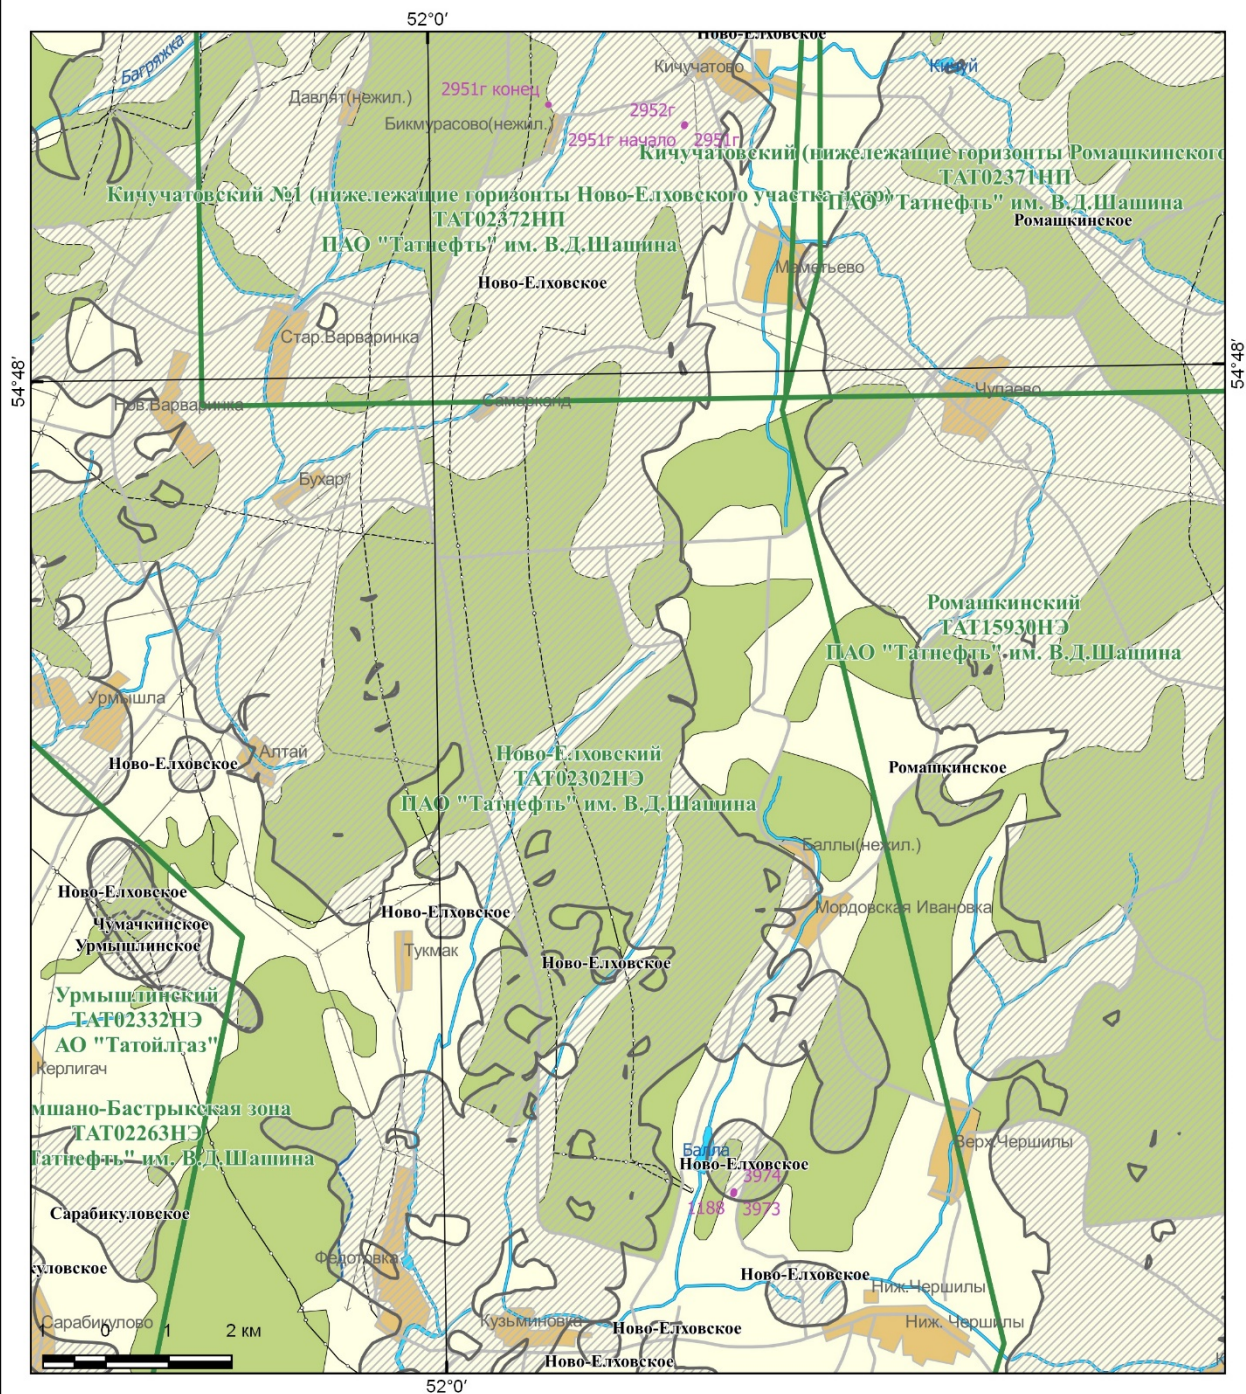 52°0′
Ново-Елховское
Кичучатово
Кичуй
Багряжка
Давлят(нежил.)
2951г конец
2952г
Бикмурасово(нежил.)
2951г начало
2951г
Кичучатовский (нижележащие горизонты Ромашкинского
ТАТ02371НП
ПАО "Татнефть" им. В.Д.Шашина
Ромашкинское
Кичучатовский №1 (нижележащие горизонты Ново-Елховского участка недр)
ТАТ02372НП
ПАО "Татнефть" им. В.Д.Шашина
Маметьево
Ново-Елховское
Стар.Варваринка
54°48′
54°48′
Чупаево
Нов.Варваринка
Самарканд
Бухар
Ромашкинский
ТАТ15930НЭ
ПАО "Татнефть" им. В.Д.Шашина
Урмышла
Алтай
Ново-Елховское
Ново-Елховский
ТАТ02302НЭ
ПАО "Татнефть" им. В.Д.Шашина
Ромашкинское
Баллы(нежил.)
Ново-Елховское
Чумачкинское
Урмышлинское
Ново-Елховское
Мордовская Ивановка
Тукмак
Ново-Елховское
Урмышлинский
ТАТ02332НЭ
АО "Татойлгаз"
Керлигач
мшано-Бастрыкская зона
ТАТ02263НЭ
Татнефть" им. В.Д.Шашина
Верх.Чершилы
Балла
Ново-Елховское
3974
1188
3973
Сарабикуловское
Федотовка
куловское
Ново-Елховское
Ниж.Чершилы
Сарабикулово
Кузьминовка
Ново-Елховское
Ниж. Чершилы
1 0 1 2 км
Ново-Елховское
К
52°0′